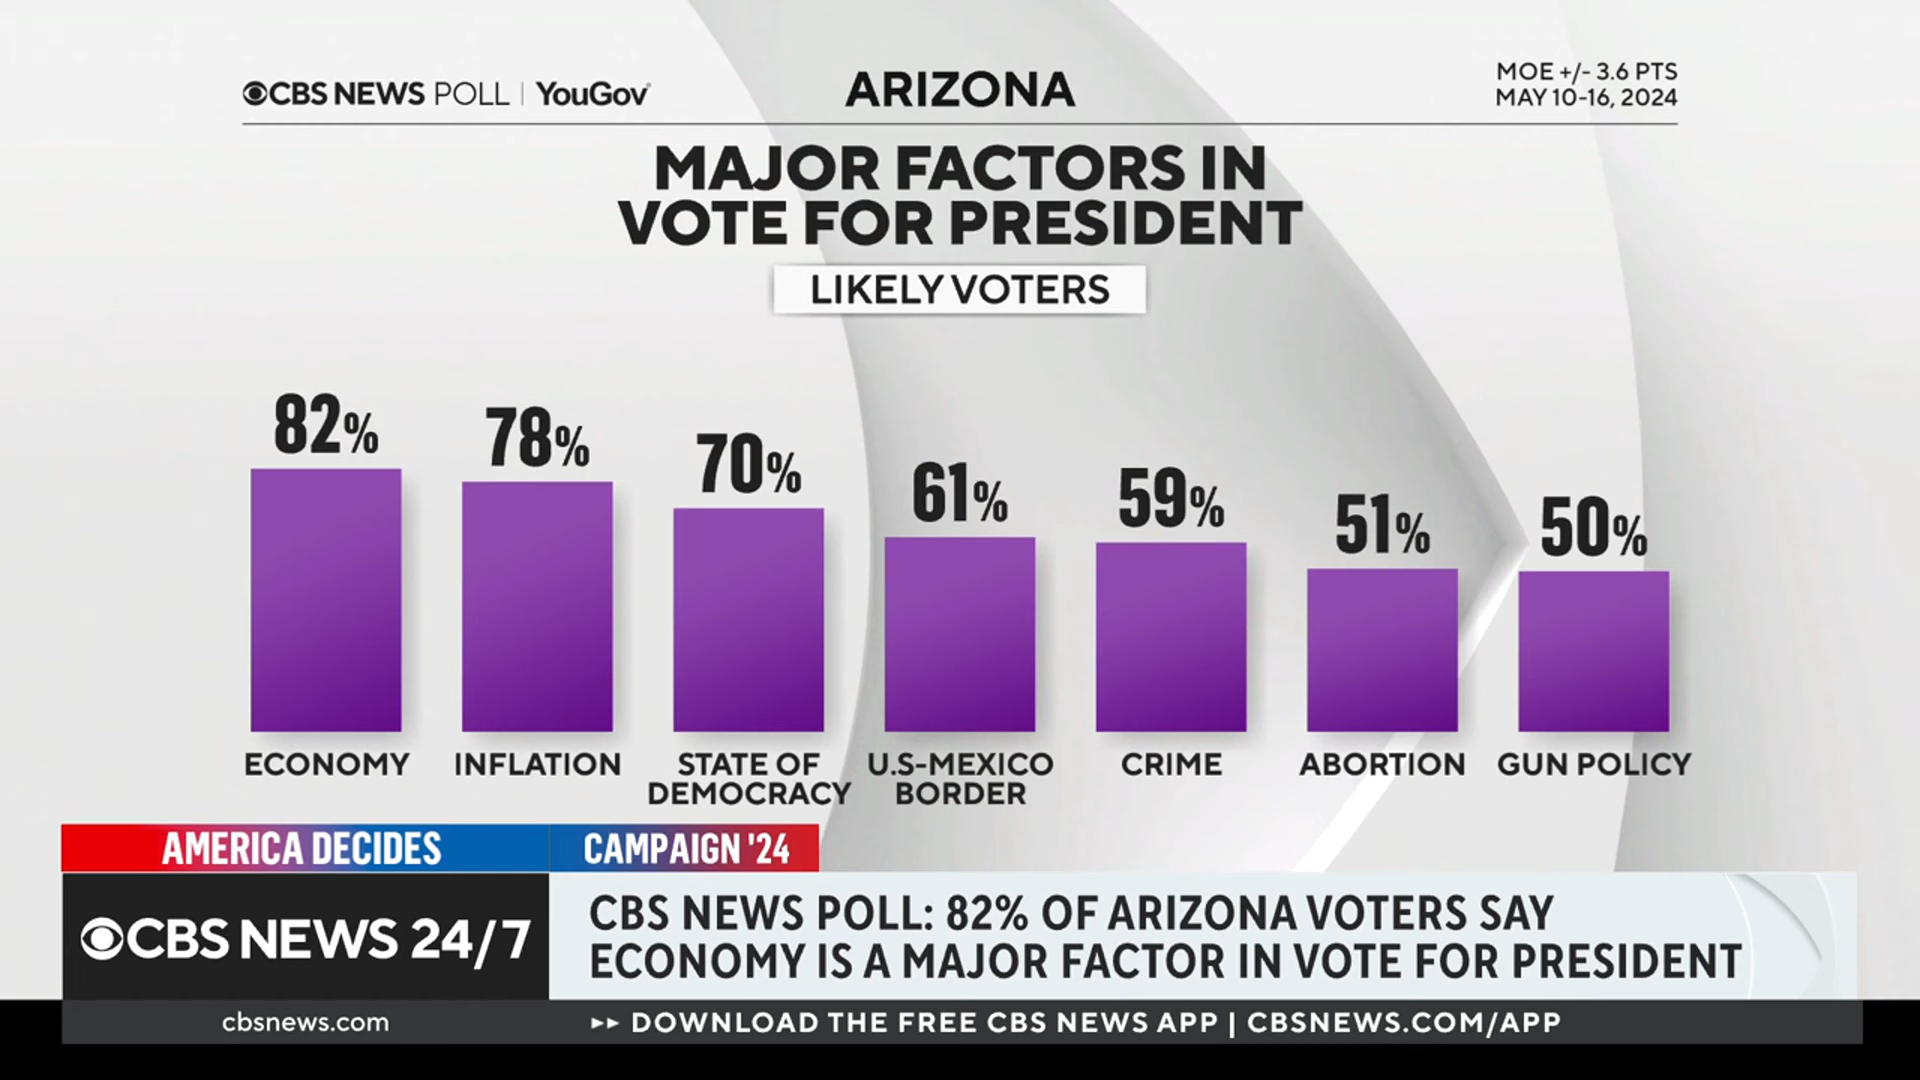 CBS NEWS POLL | YouGov
ARIZONA
MOE +/- 3.6 PTS
MAY 10-16, 2024
MAJOR FACTORS IN
VOTE FOR PRESIDENT
LIKELY VOTERS
82%
78%
70%
61%
59%
51%
50%
ECONOMY
INFLATION
STATE OF
DEMOCRACY
U.S-MEXICO
BORDER
CRIME
ABORTION
GUN POLICY
AMERICA DECIDES
CAMPAIGN '24
CBS NEWS 24/7
CBS NEWS POLL: 82% OF ARIZONA VOTERS SAY
ECONOMY IS A MAJOR FACTOR IN VOTE FOR PRESIDENT
cbsnews.com
DOWNLOAD THE FREE CBS NEWS APP | CBSNEWS.COM/APP